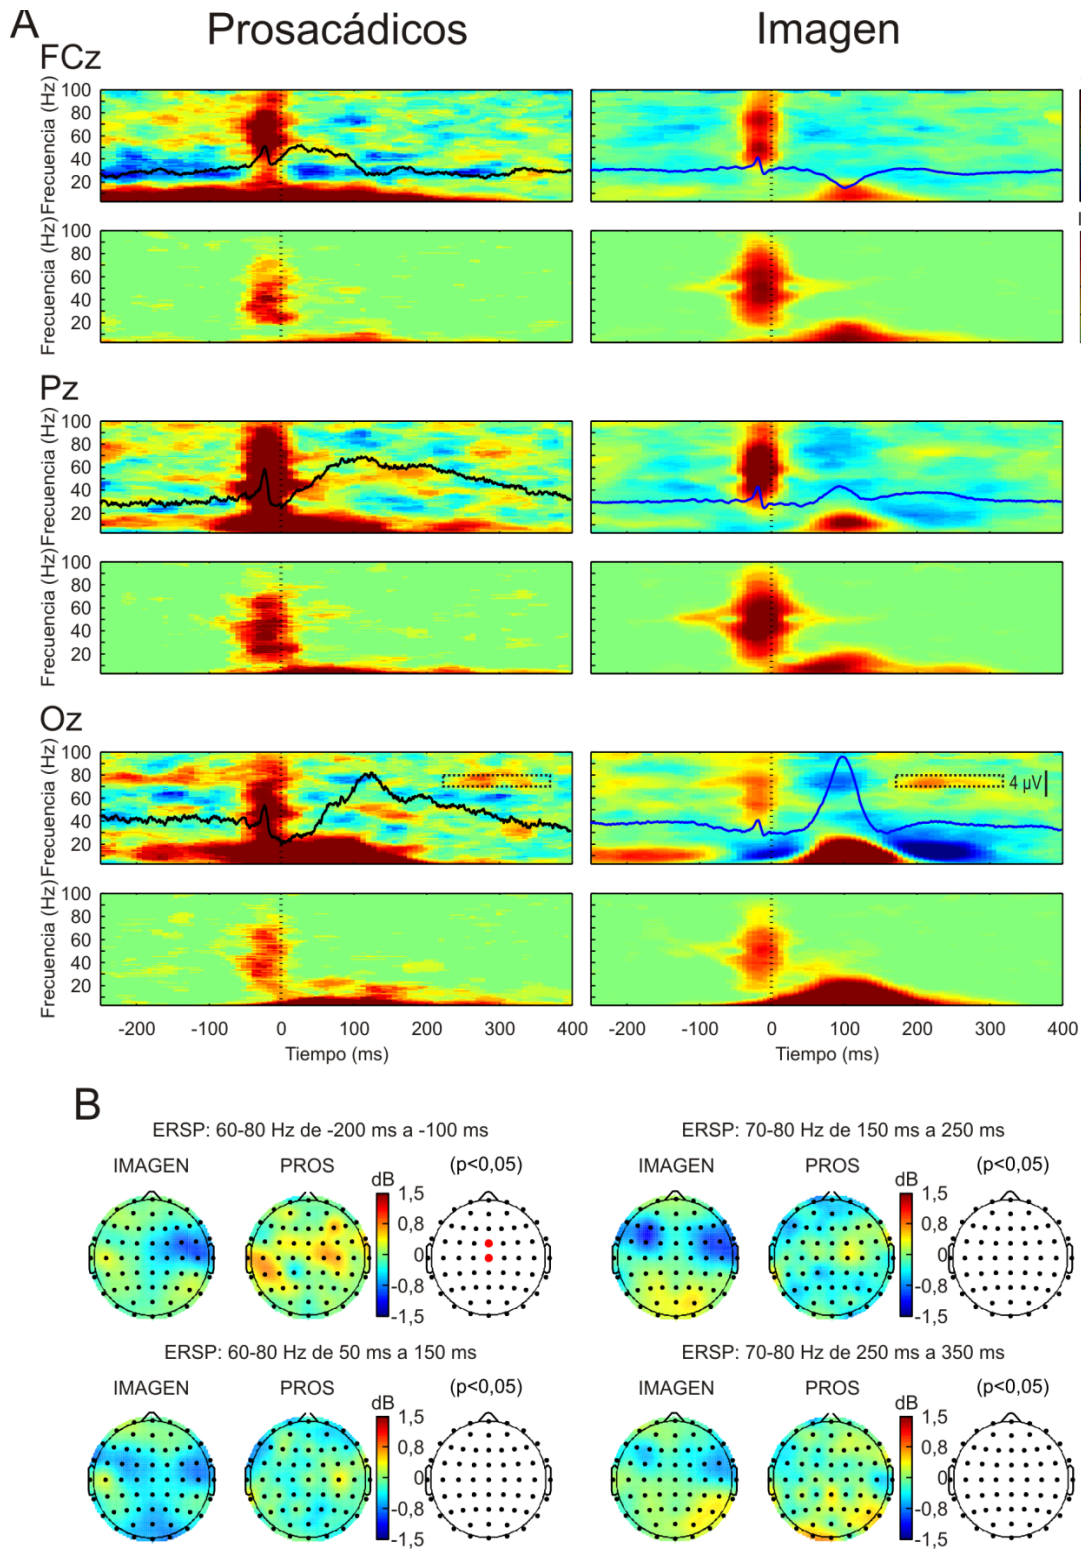 A
Prosacádicos
Imagen
FCz
Frecuencia (Hz)
100
80
60
40
20
Frecuencia (Hz)
100
80
60
40
20
Pz
Frecuencia (Hz)
100
80
60
40
20
Frecuencia (Hz)
100
80
60
40
20
Oz
Frecuencia (Hz)
100
80
60
40
20
4 µV
Frecuencia (Hz)
100
80
60
40
20
-200 -100 0 100 200 300 400
-200 -100 0 100 200 300 400
Tiempo (ms)
Tiempo (ms)
B
ERSP: 60-80 Hz de -200 ms a -100 ms
IMAGEN PROS (p<0,05)
dB
1,5
0,8
0
-0,8
-1,5
ERSP: 70-80 Hz de 150 ms a 250 ms
IMAGEN PROS (p<0,05)
dB
1,5
0,8
0
-0,8
-1,5
ERSP: 60-80 Hz de 50 ms a 150 ms
IMAGEN PROS (p<0,05)
dB
1,5
0,8
0
-0,8
-1,5
ERSP: 70-80 Hz de 250 ms a 350 ms
IMAGEN PROS (p<0,05)
dB
1,5
0,8
0
-0,8
-1,5